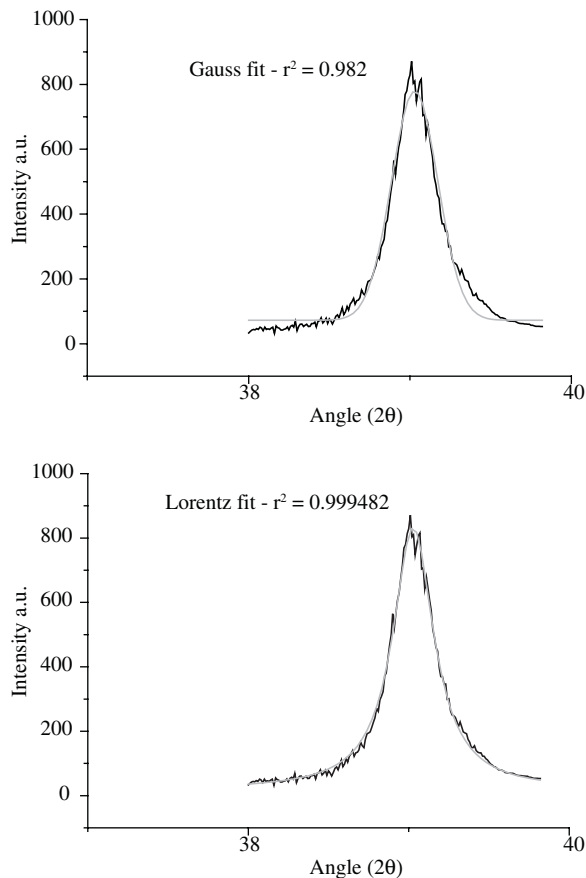 1000
Gauss fit - r² = 0.982
800
600
Intensity a.u.
400
200
0
38
40
Angle (2θ)
1000
Lorentz fit - r² = 0.999482
800
600
Intensity a.u.
400
200
0
38
40
Angle (2θ)